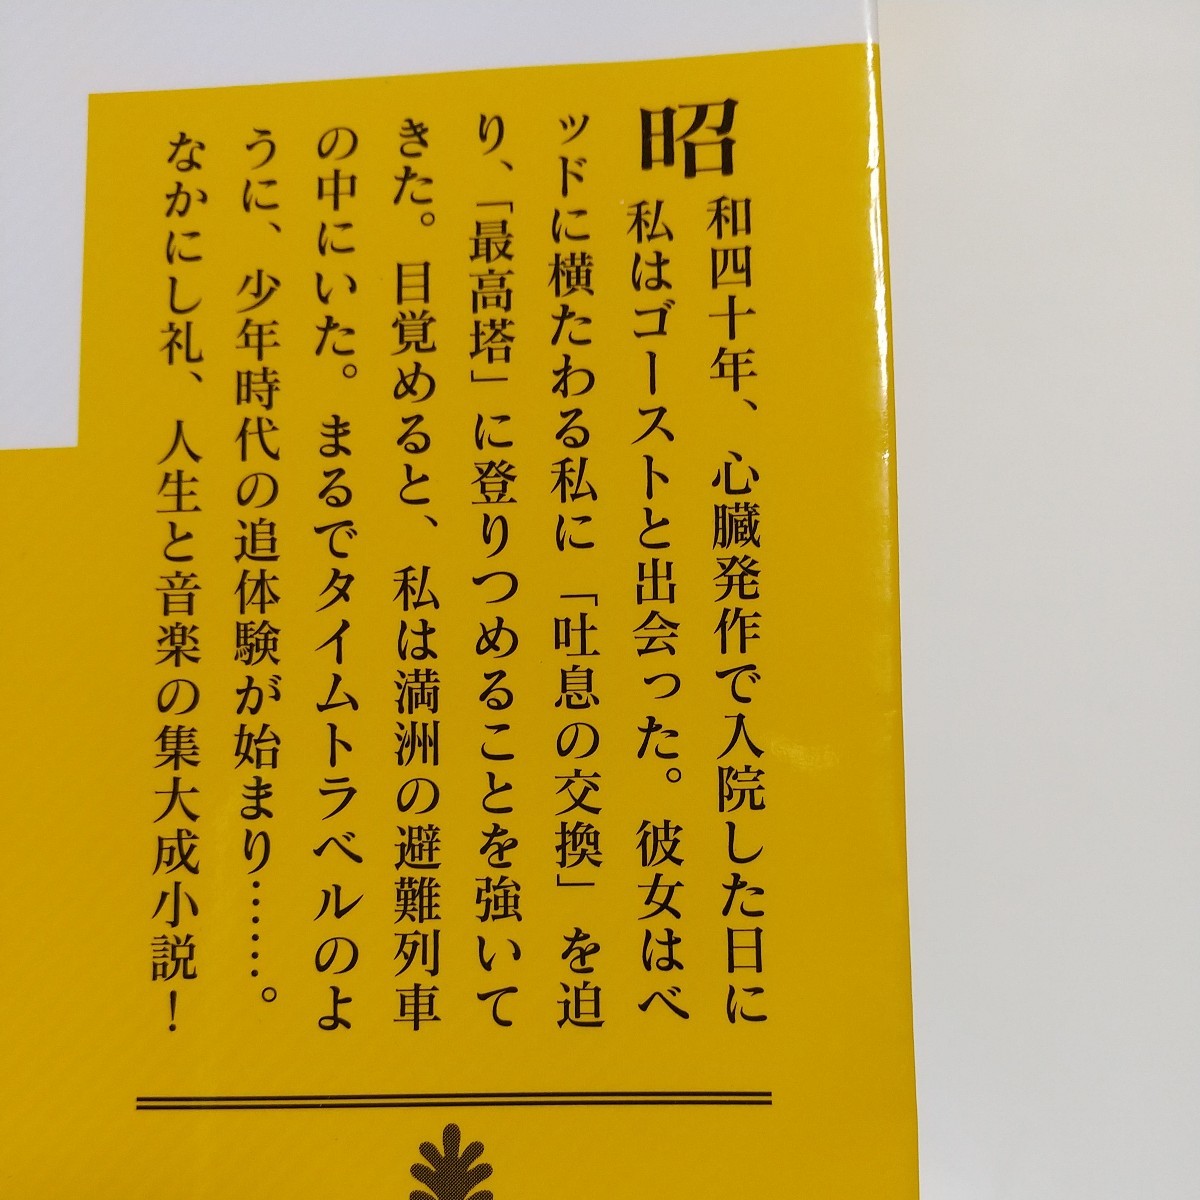 昭和四十年、心臓発作で入院した日に
私はゴーストと出会った。彼女はべ
ッドに横たわる私に「吐息の交換」を迫
り、「最高塔」に登りつめることを強いて
きた。目覚めると、私は満洲の避難列車
の中にいた。まるでタイムトラベルのよ
うに、少年時代の追体験が始まり……。
なかにし礼、人生と音楽の集大成小説！